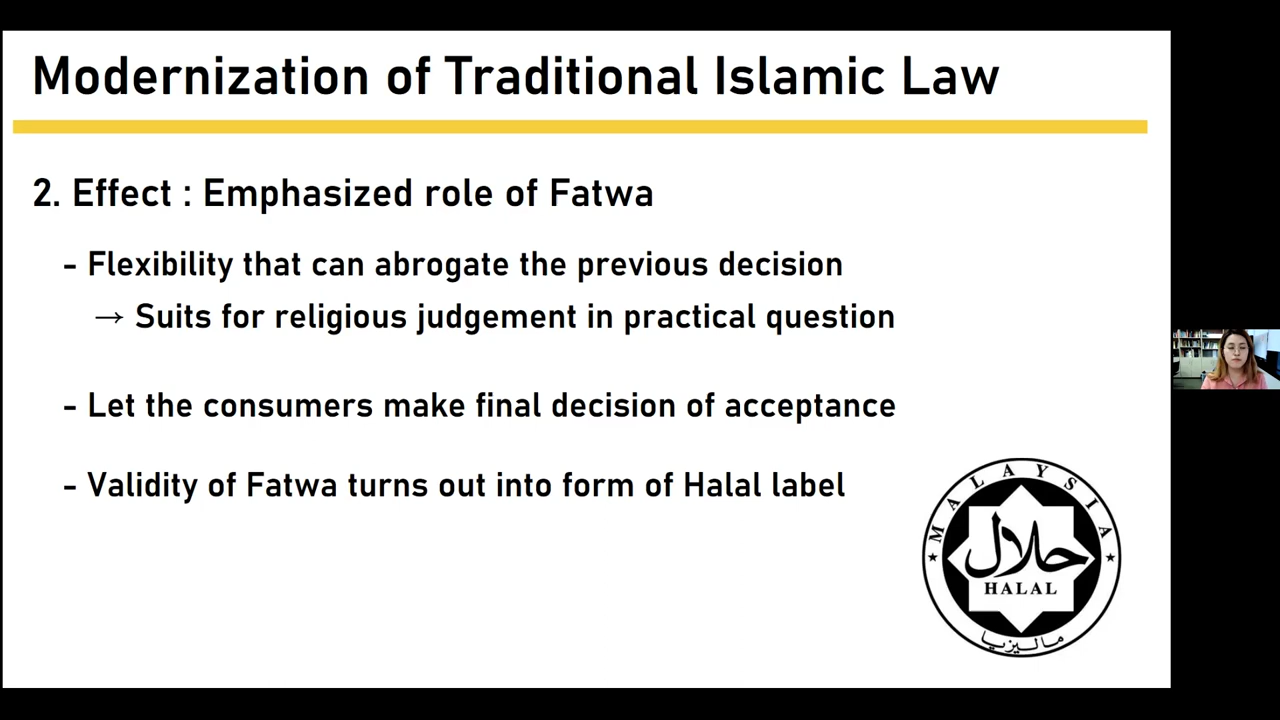 Modernization of Traditional Islamic Law
2. Effect : Emphasized role of Fatwa
- Flexibility that can abrogate the previous decision
→ Suits for religious judgement in practical question
- Let the consumers make final decision of acceptance
- Validity of Fatwa turns out into form of Halal label
MALAYSIA
حلال
HALAL
ماليزيا